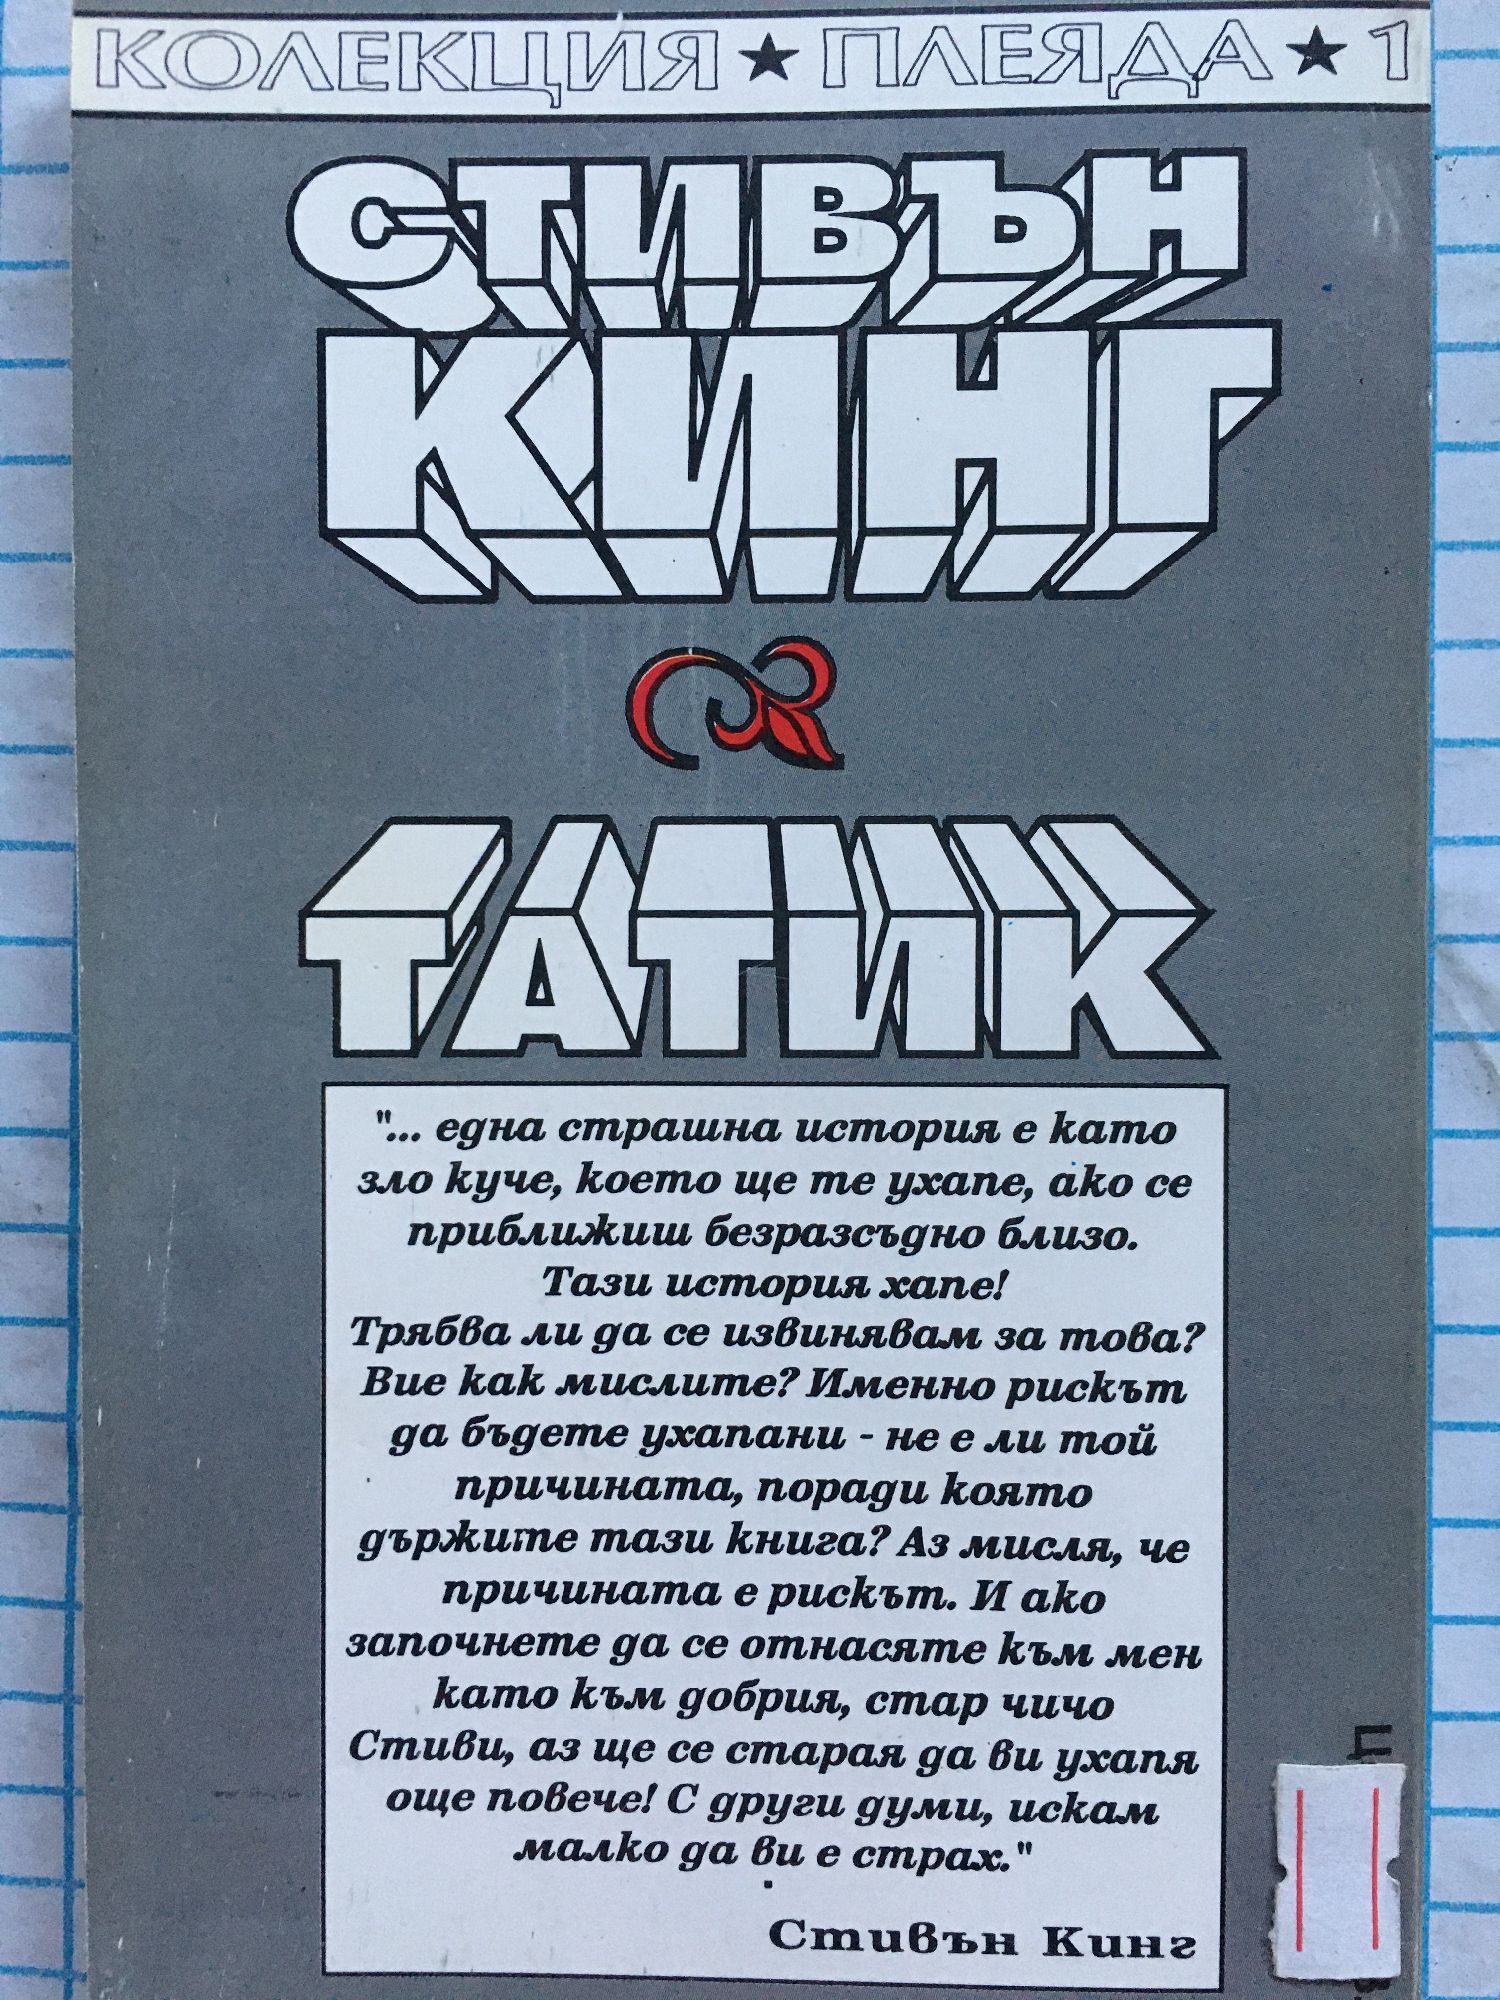 КОЛЕКЦИЯ ★ ПЛЕЯДА ★ 1
СТИВЪН
КИНГ
ТАТИК
"... една страшна история е като
зло куче, което ще те ухапе, ако се
приближиш безразсъдно близо.
Тази история хапе!
Трябва ли да се извинявам за това?
Вие как мислите? Именно рискът
да бъдете ухапани - не е ли той
причината, поради която
държите тази книга? Аз мисля, че
причината е рискът. И ако
започнете да се отнасяте към мен
като към добрия, стар чичо
Стиви, аз ще се старая да ви ухапя
още повече! С други думи, искам
малко да ви е страх."
Стивън Кинг